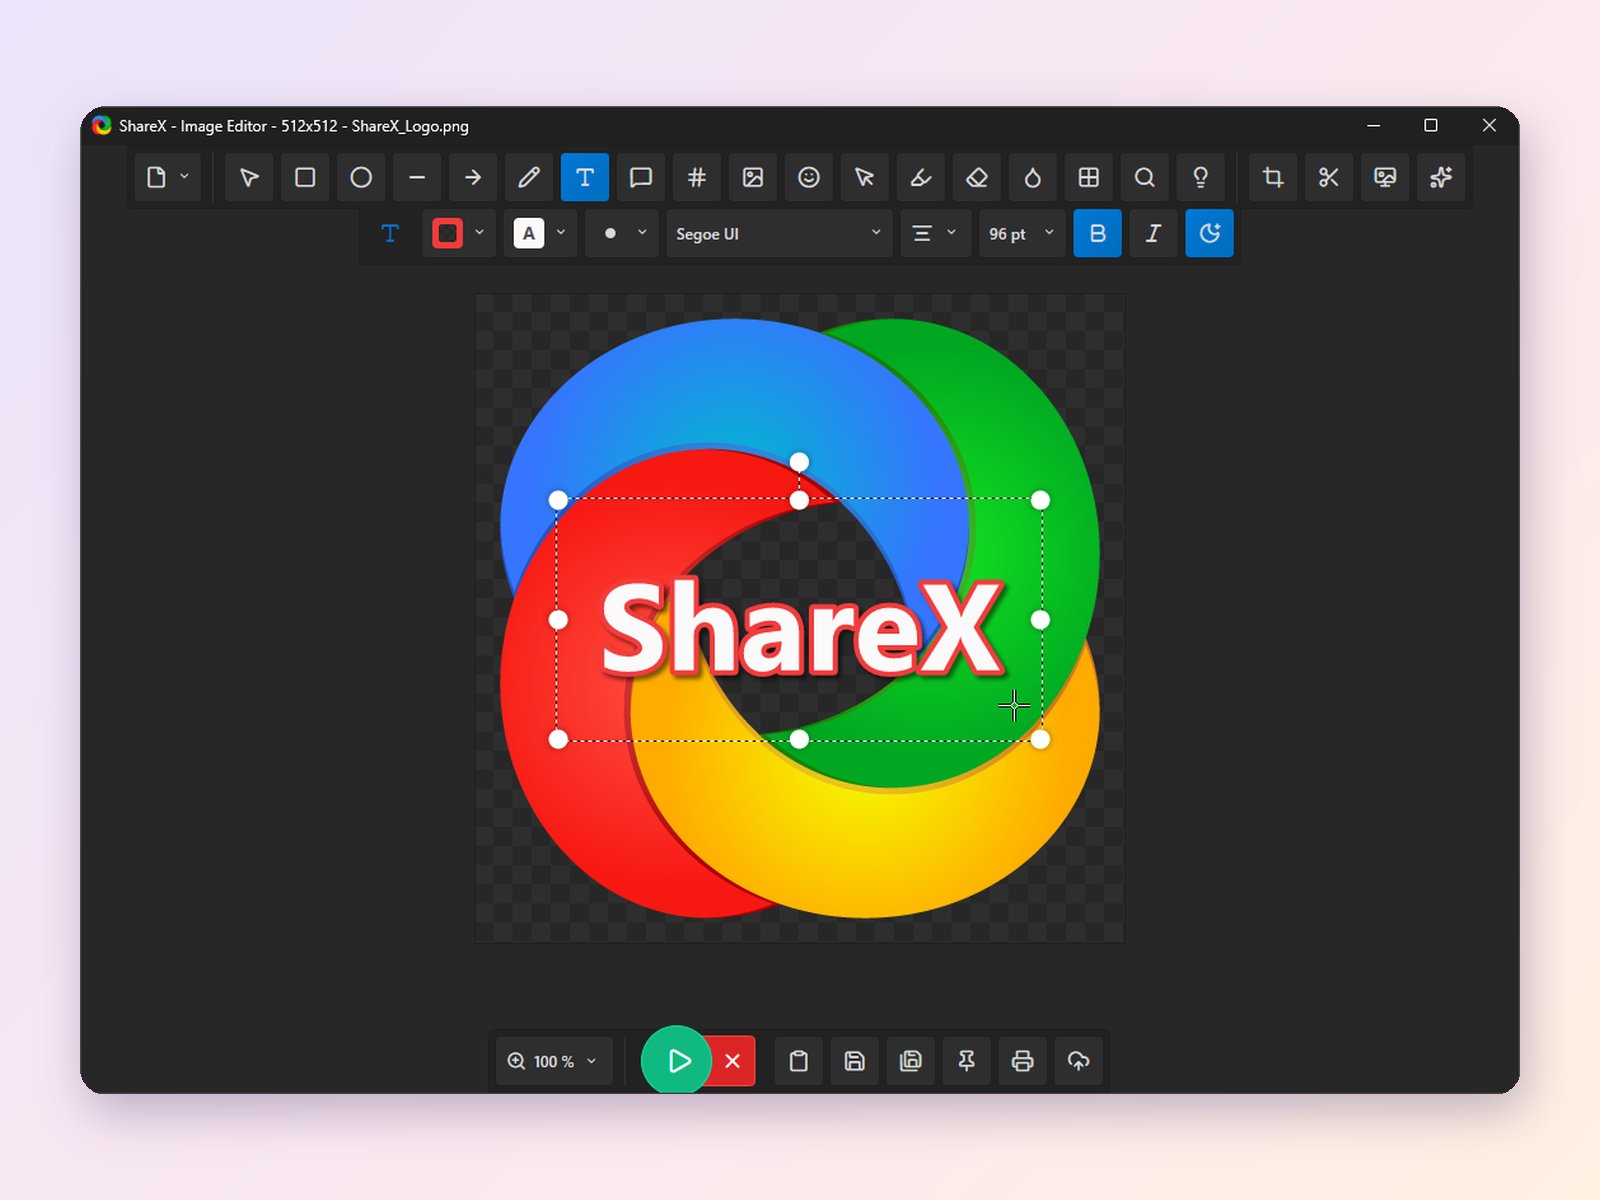 ShareX - Image Editor - 512x512 - ShareX_Logo.png
A
Segoe UI
96 pt
B
I
ShareX
100 %